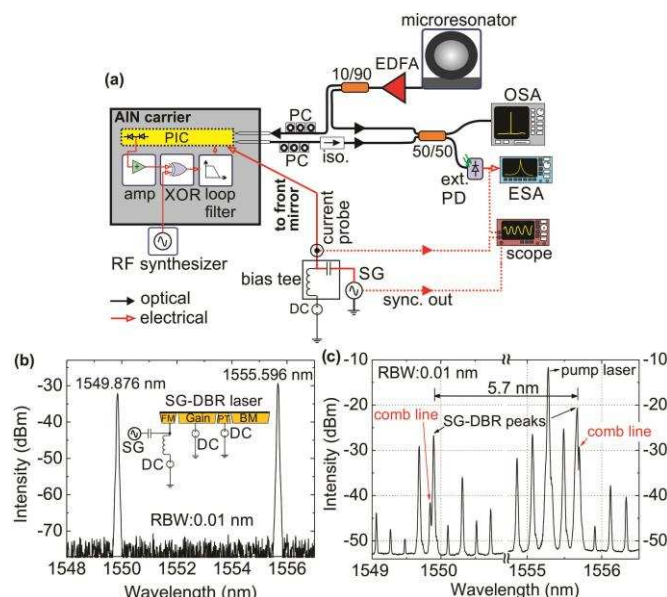 microresonator
(a)
EDFA
10/90
OSA
AlN carrier
PC
PIC
PC
iso.
50/50
amp
XOR
loop
filter
to front
mirror
current
probe
ext.
PD
ESA
scope
RF synthesizer
bias tee
SG
sync. out
DC
optical
electrical
(b)
1549.876 nm
1555.596 nm
SG-DBR laser
FM
Gain
PT
BM
SG
DC
DC
DC
RBW:0.01 nm
-30
-40
-50
-60
-70
Intensity (dBm)
1548
1550
1552
1554
1556
Wavelength (nm)
(c)
RBW:0.01 nm
pump laser
5.7 nm
comb line
SG-DBR peaks
comb line
-10
-20
-30
-40
-50
-10
-20
-30
-40
-50
Intensity (dBm)
1549
1550
1555
1556
Wavelength (nm)